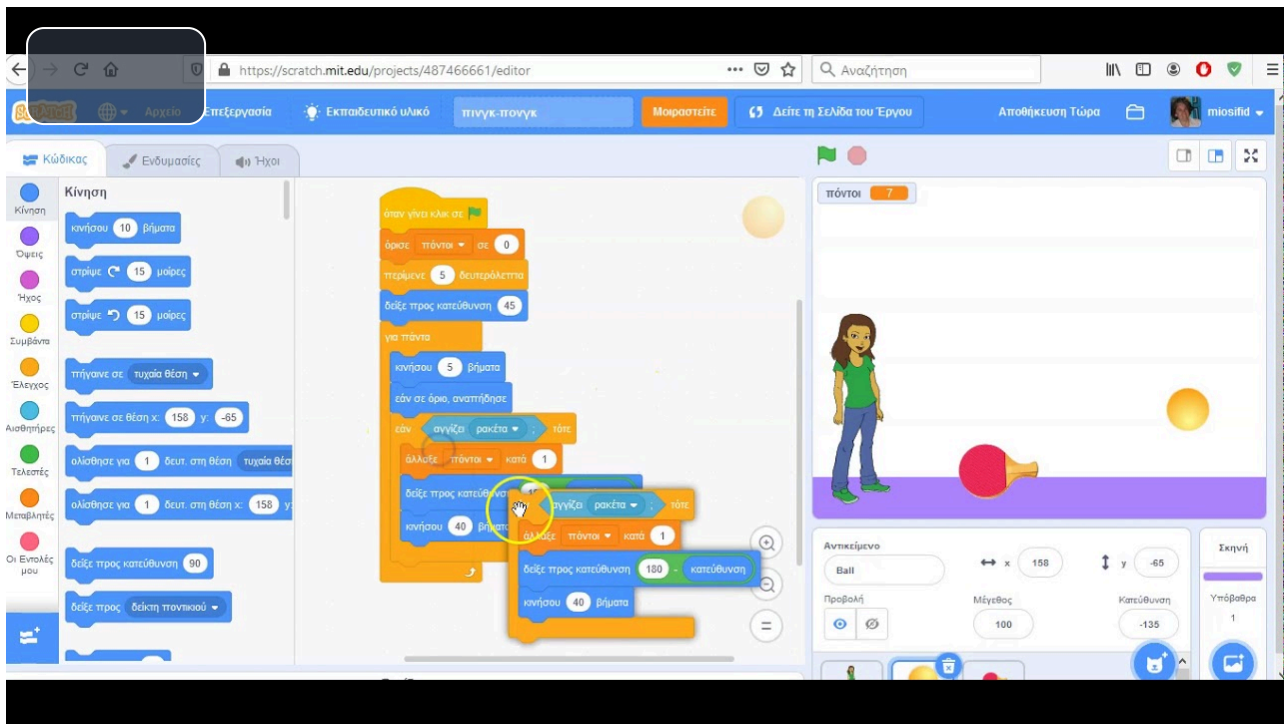 https://scratch.mit.edu/projects/487466661/editor
Αναζήτηση
SCRATCH
Αρχείο
Επεξεργασία
Εκπαιδευτικό υλικό
πινγκ-πονγκ
Μοιραστείτε
Δείτε τη Σελίδα του Έργου
Αποθήκευση Τώρα
miosifid
Κώδικας
Ενδυμασίες
Ήχοι
Κίνηση
Όψεις
Ήχος
Συμβάντα
Έλεγχος
Αισθητήρες
Τελεστές
Μεταβλητές
Οι Εντολές
μου
Κίνηση
κινήσου 10 βήματα
στρίψε 15 μοίρες
στρίψε 15 μοίρες
πήγαινε σε τυχαία θέση
πήγαινε σε θέση x: 158 y: -65
ολίσθησε για 1 δευτ. στη θέση τυχαία
ολίσθησε για 1 δευτ. στη θέση x: 158
δείξε προς κατεύθυνση 90
δείξε προς δείκτη ποντικιού
όταν γίνει κλικ σε
όρισε πόντοι σε 0
περίμενε 5 δευτερόλεπτα
δείξε προς κατεύθυνση 45
για πάντα
κινήσου 5 βήματα
εάν σε όριο, αναπήδησε
εάν αγγίζει ρακέτα ; τότε
άλλαξε πόντοι κατά 1
δείξε προς
κινήσου 40
αγγίζει ρακέτα ; τότε
άλλαξε πόντοι κατά 1
δείξε προς κατεύθυνση 180 - κατεύθυνση
κινήσου 40 βήματα
πόντοι 7
Αντικείμενο
Ball
x 158
y -65
Προβολή
Μέγεθος
100
Κατεύθυνση
-135
Σκηνή
Υπόβαθρα
1